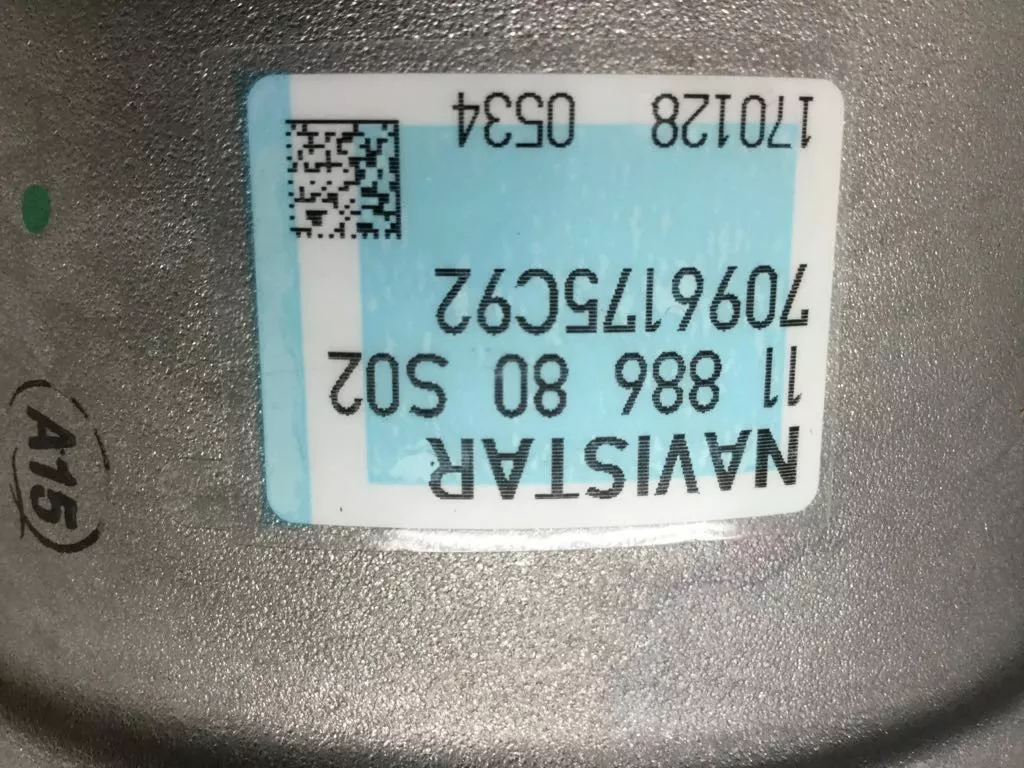 NAVISTAR
11 886 80 S02
7096175C92
170128 0534
(A15)